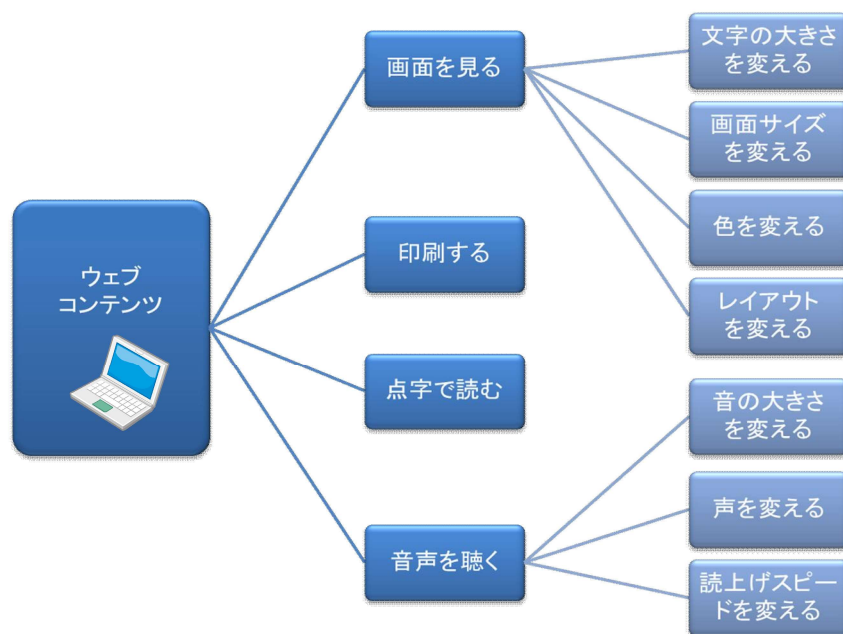 ウェブ
コンテンツ
画面を見る
文字の大きさ
を変える
画面サイズ
を変える
色を変える
レイアウト
を変える
印刷する
点字で読む
音声を聴く
音の大きさ
を変える
声を変える
読上げスピー
ドを変える